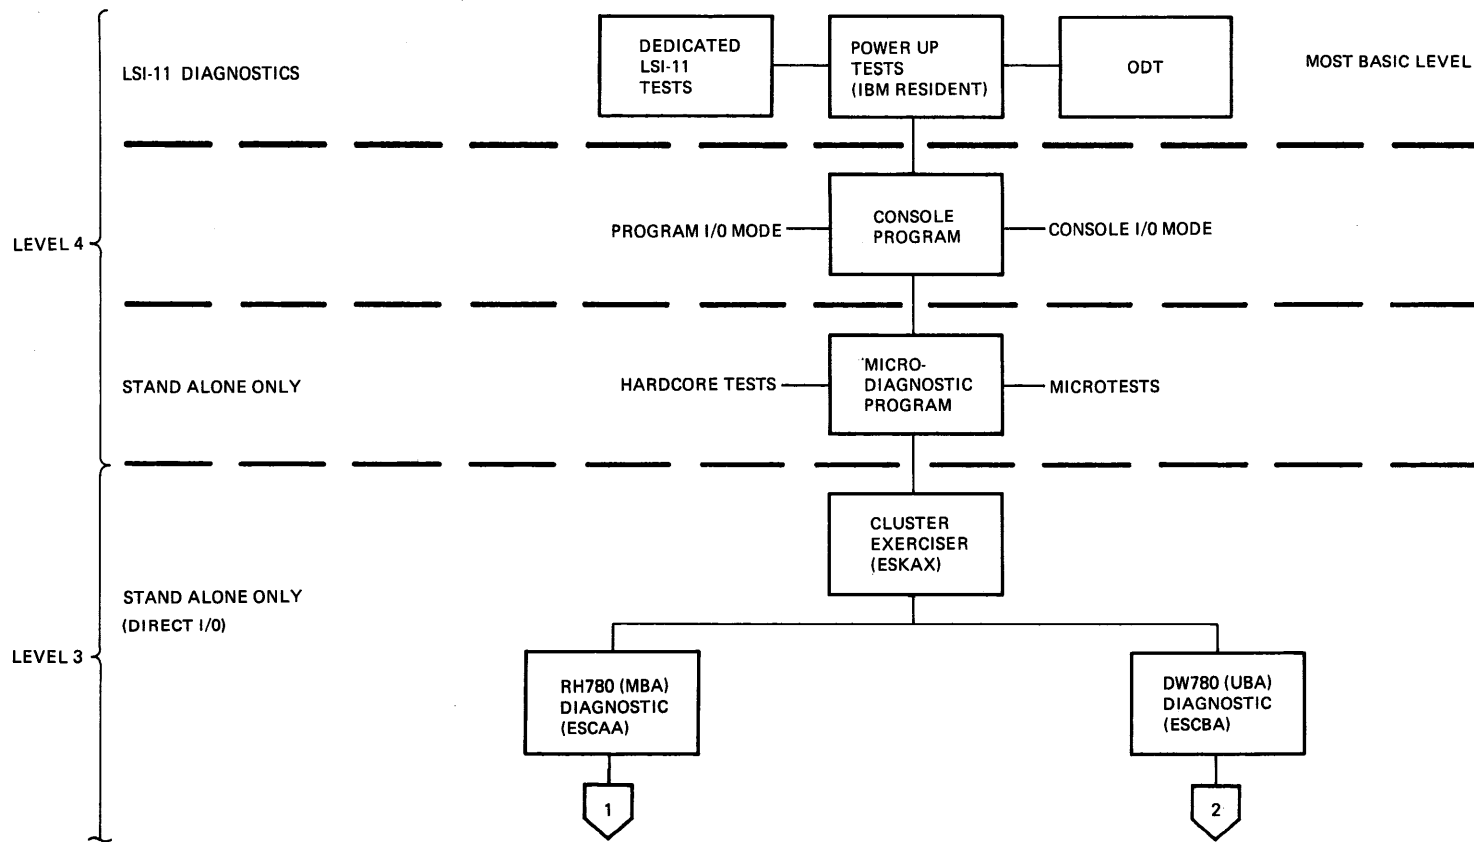 LSI-11 DIAGNOSTICS
DEDICATED
LSI-11
TESTS
POWER UP
TESTS
(IBM RESIDENT)
ODT
MOST BASIC LEVEL
LEVEL 4
PROGRAM I/O MODE
CONSOLE
PROGRAM
CONSOLE I/O MODE
STAND ALONE ONLY
HARDCORE TESTS
MICRO-
DIAGNOSTIC
PROGRAM
MICROTESTS
CLUSTER
EXERCISER
(ESKAX)
STAND ALONE ONLY
(DIRECT I/0)
LEVEL 3
RH780 (MBA)
DIAGNOSTIC
(ESCAA)
DW780 (UBA)
DIAGNOSTIC
(ESCBA)
1
2